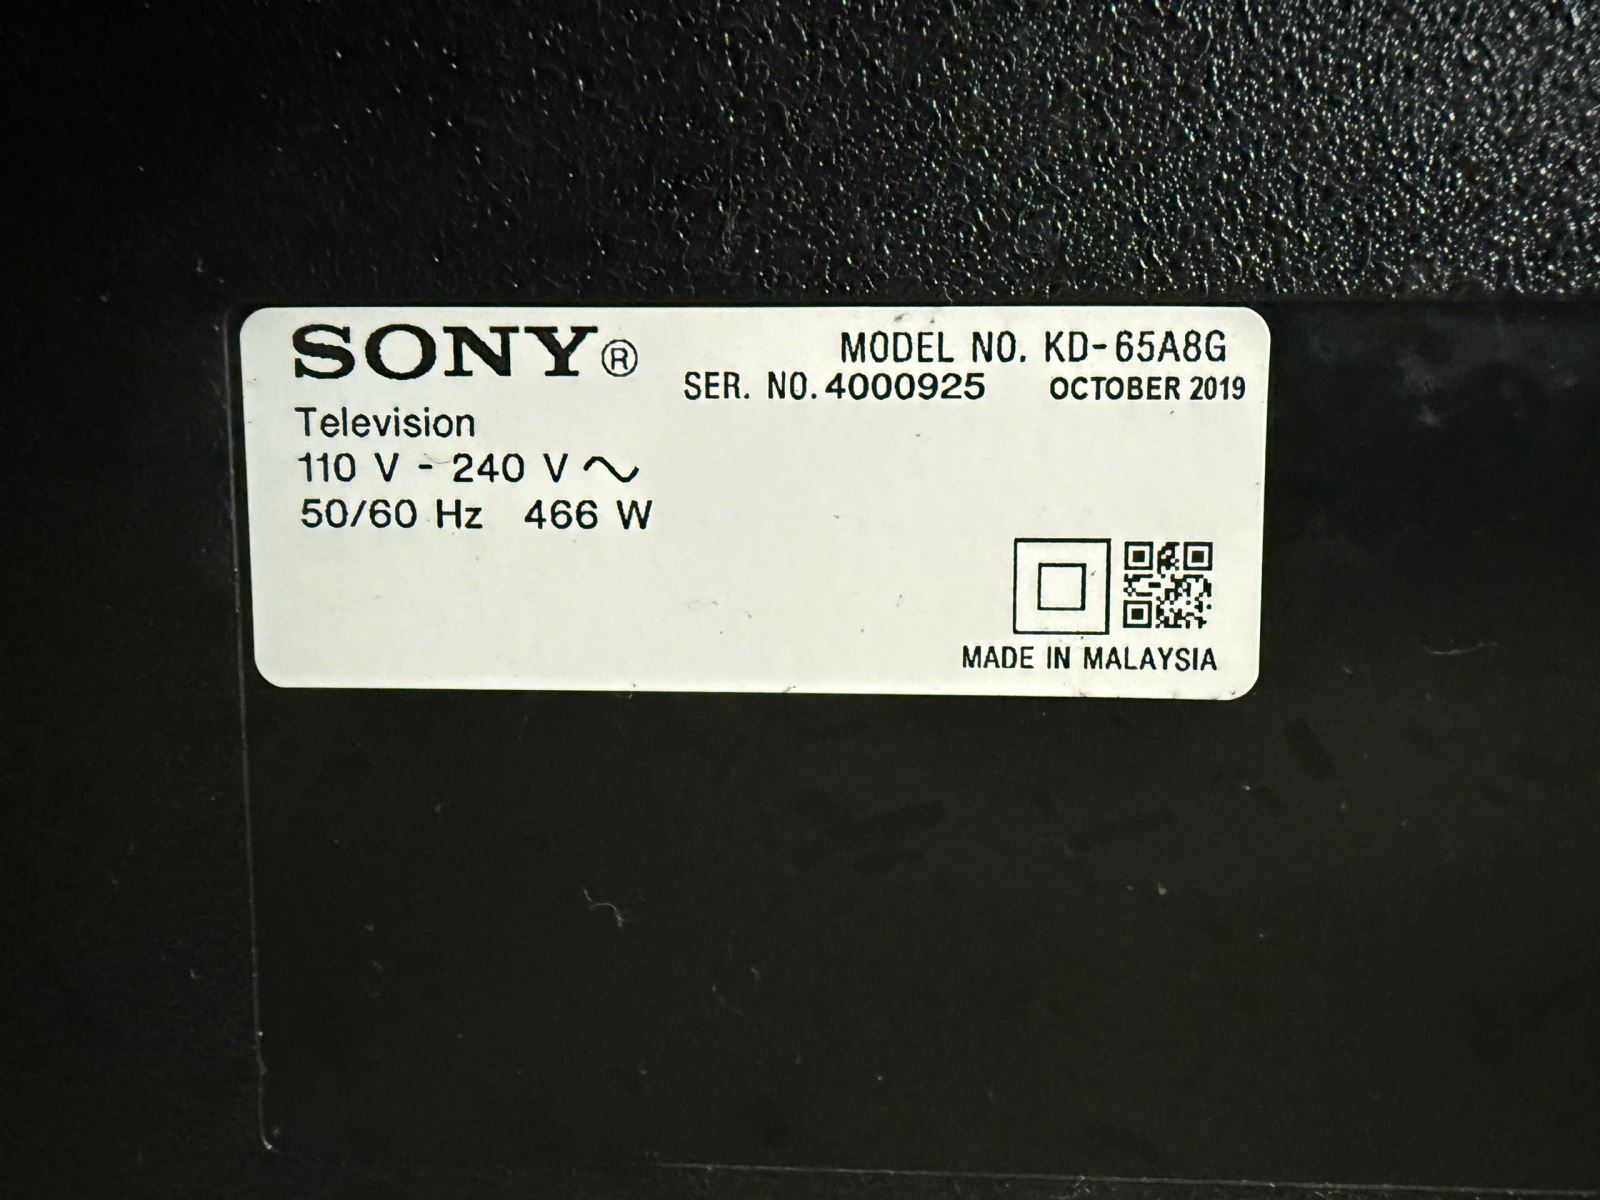 SONY®
MODEL NO. KD-65A8G
SER. NO. 4000925 OCTOBER 2019
Television
110 V - 240 V ~
50/60 Hz 466 W
MADE IN MALAYSIA